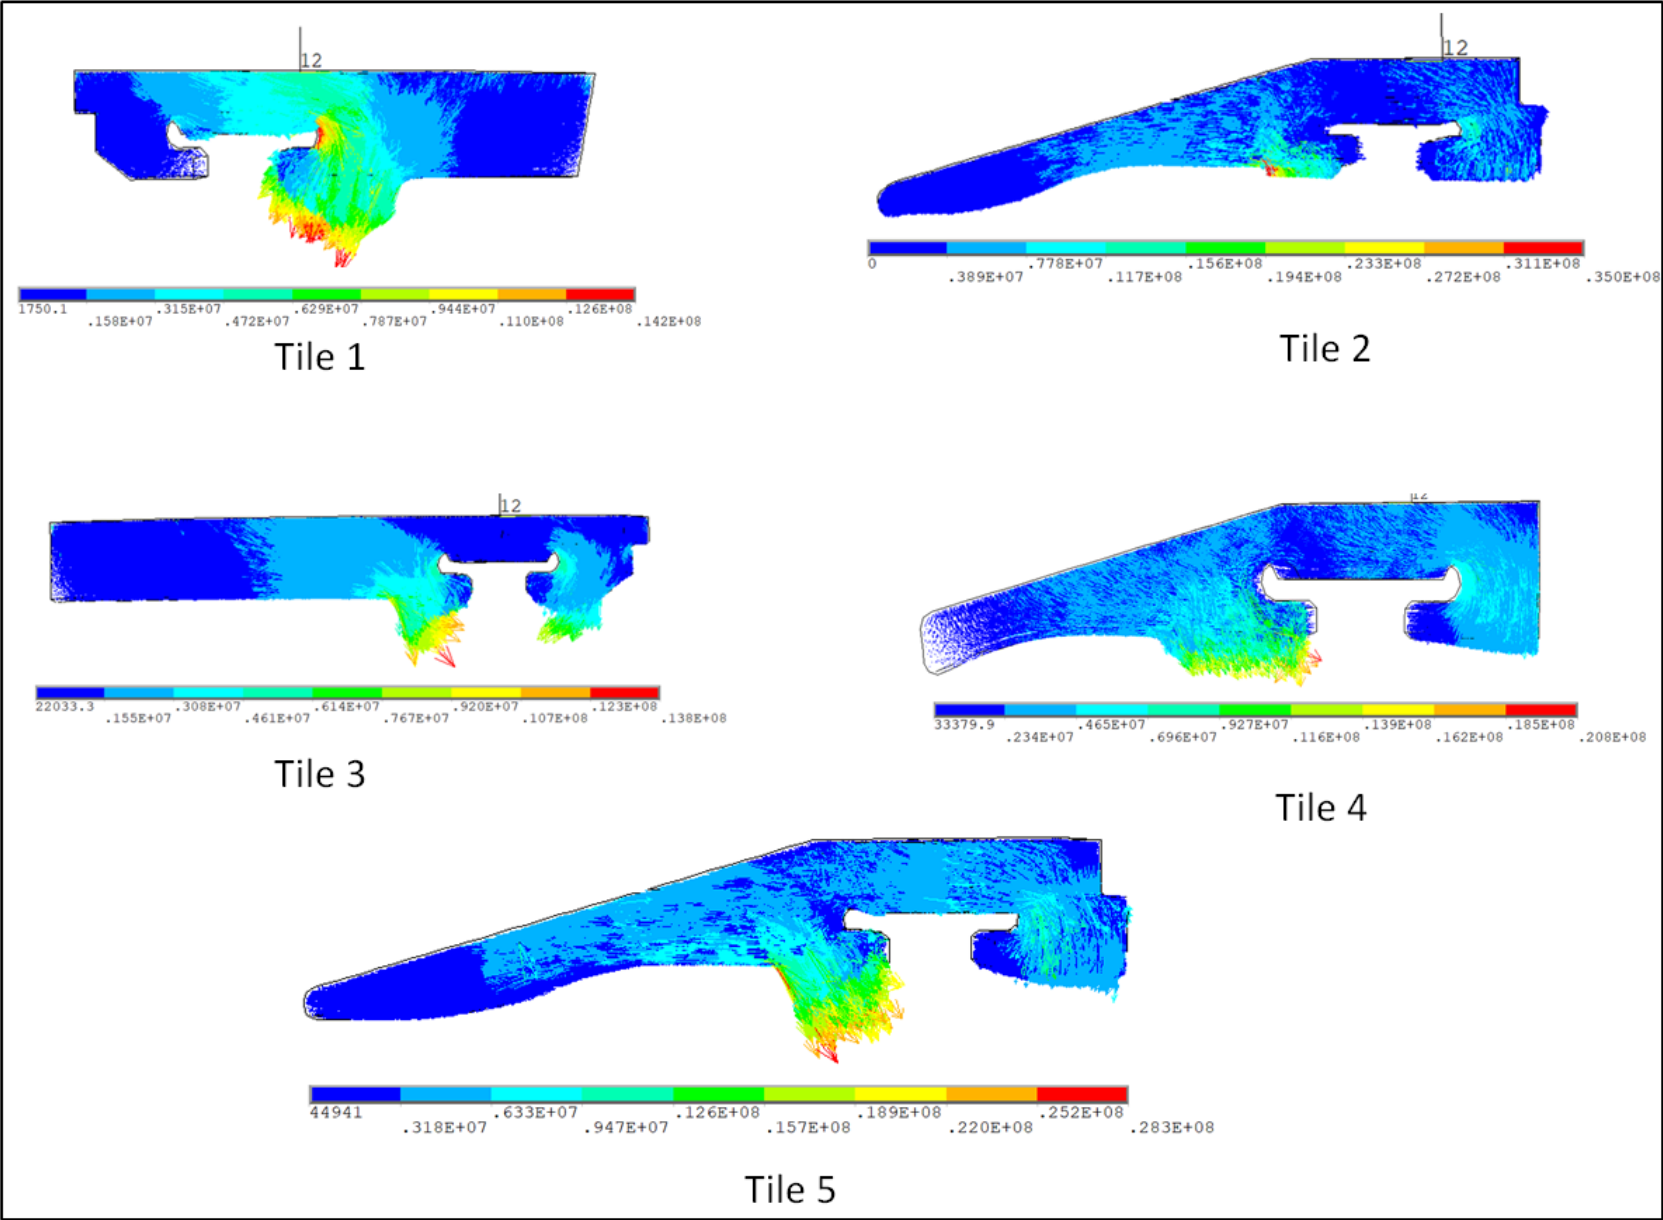 12
1750.1 .315E+07 .629E+07 .944E+07 .126E+08
.158E+07 .472E+07 .787E+07 .110E+08 .142E+08
Tile 1
12
0 .778E+07 .156E+08 .233E+08 .311E+08
.389E+07 .117E+08 .194E+08 .272E+08 .350E+08
Tile 2
12
22033.3 .308E+07 .614E+07 .920E+07 .123E+08
.155E+07 .461E+07 .767E+07 .107E+08 .138E+08
Tile 3
12
33379.9 .465E+07 .927E+07 .139E+08 .185E+08
.234E+07 .696E+07 .116E+08 .162E+08 .208E+08
Tile 4
44941 .633E+07 .126E+08 .189E+08 .252E+08
.318E+07 .947E+07 .157E+08 .220E+08 .283E+08
Tile 5